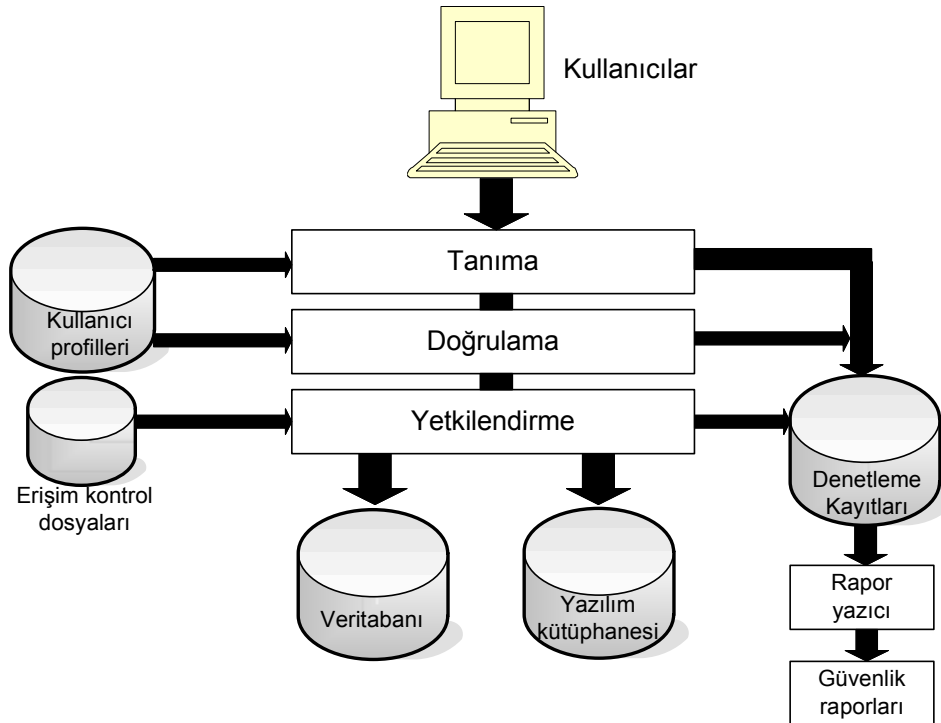 Kullanıcılar
Tanıma
Kullanıcı
profilleri
Doğrulama
Yetkilendirme
Erişim kontrol
dosyaları
Denetleme
Kayıtları
Veritabanı
Yazılım
kütüphanesi
Rapor
yazıcı
Güvenlik
raporları